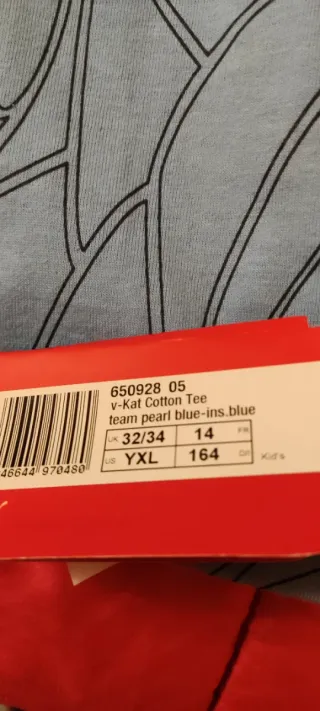 650928 05
v-Kat Cotton Tee
team pearl blue-ins.blue
UK 32/34 14 FR
US YXL 164 D/I
Kid's
46644 970480